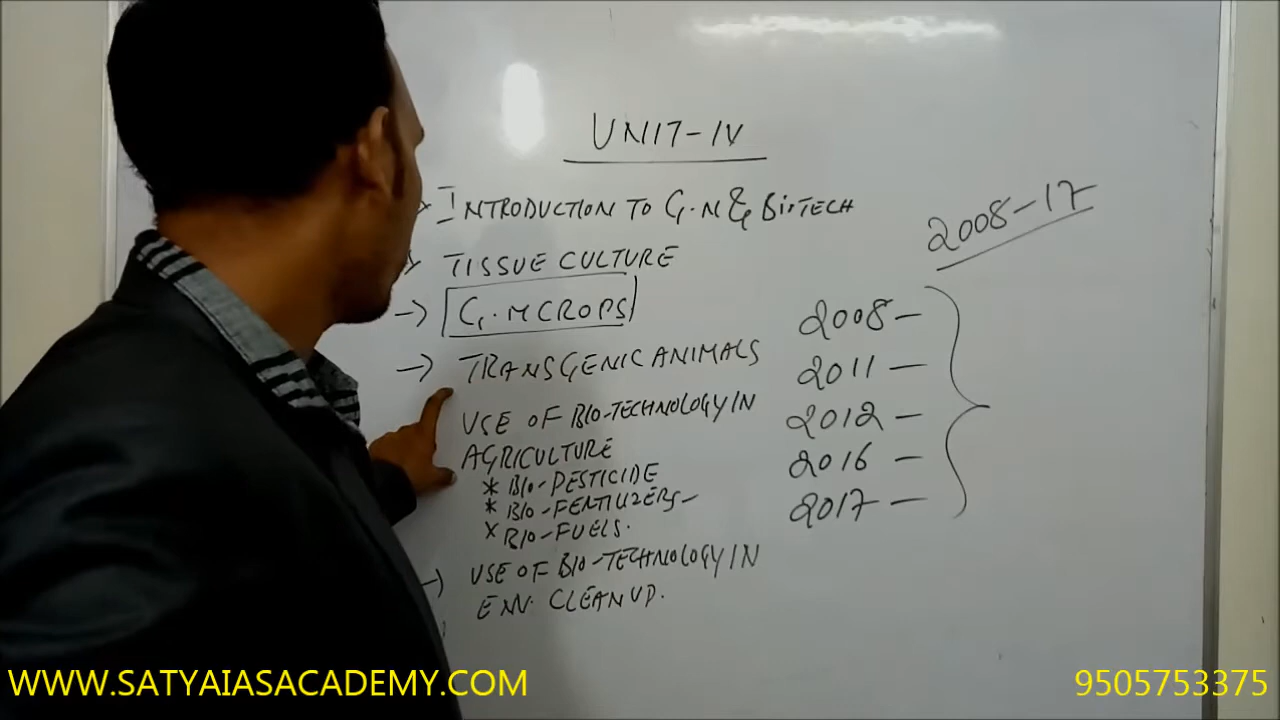 UNIT-IV
INTRODUCTION TO G.M & BIOTECH
TISSUE CULTURE
→ G.M CROPS
→ TRANSGENIC ANIMALS
USE OF BIO-TECHNOLOGY IN
AGRICULTURE
* BIO-PESTICIDE
* BIO-FERTILIZERS-
* BIO-FUELS.
→ USE OF BIO-TECHNOLOGY IN
ENV. CLEANUP.
2008-17
2008-
2011-
2012-
2016-
2017-
WWW.SATYAIASACADEMY.COM
9505753375